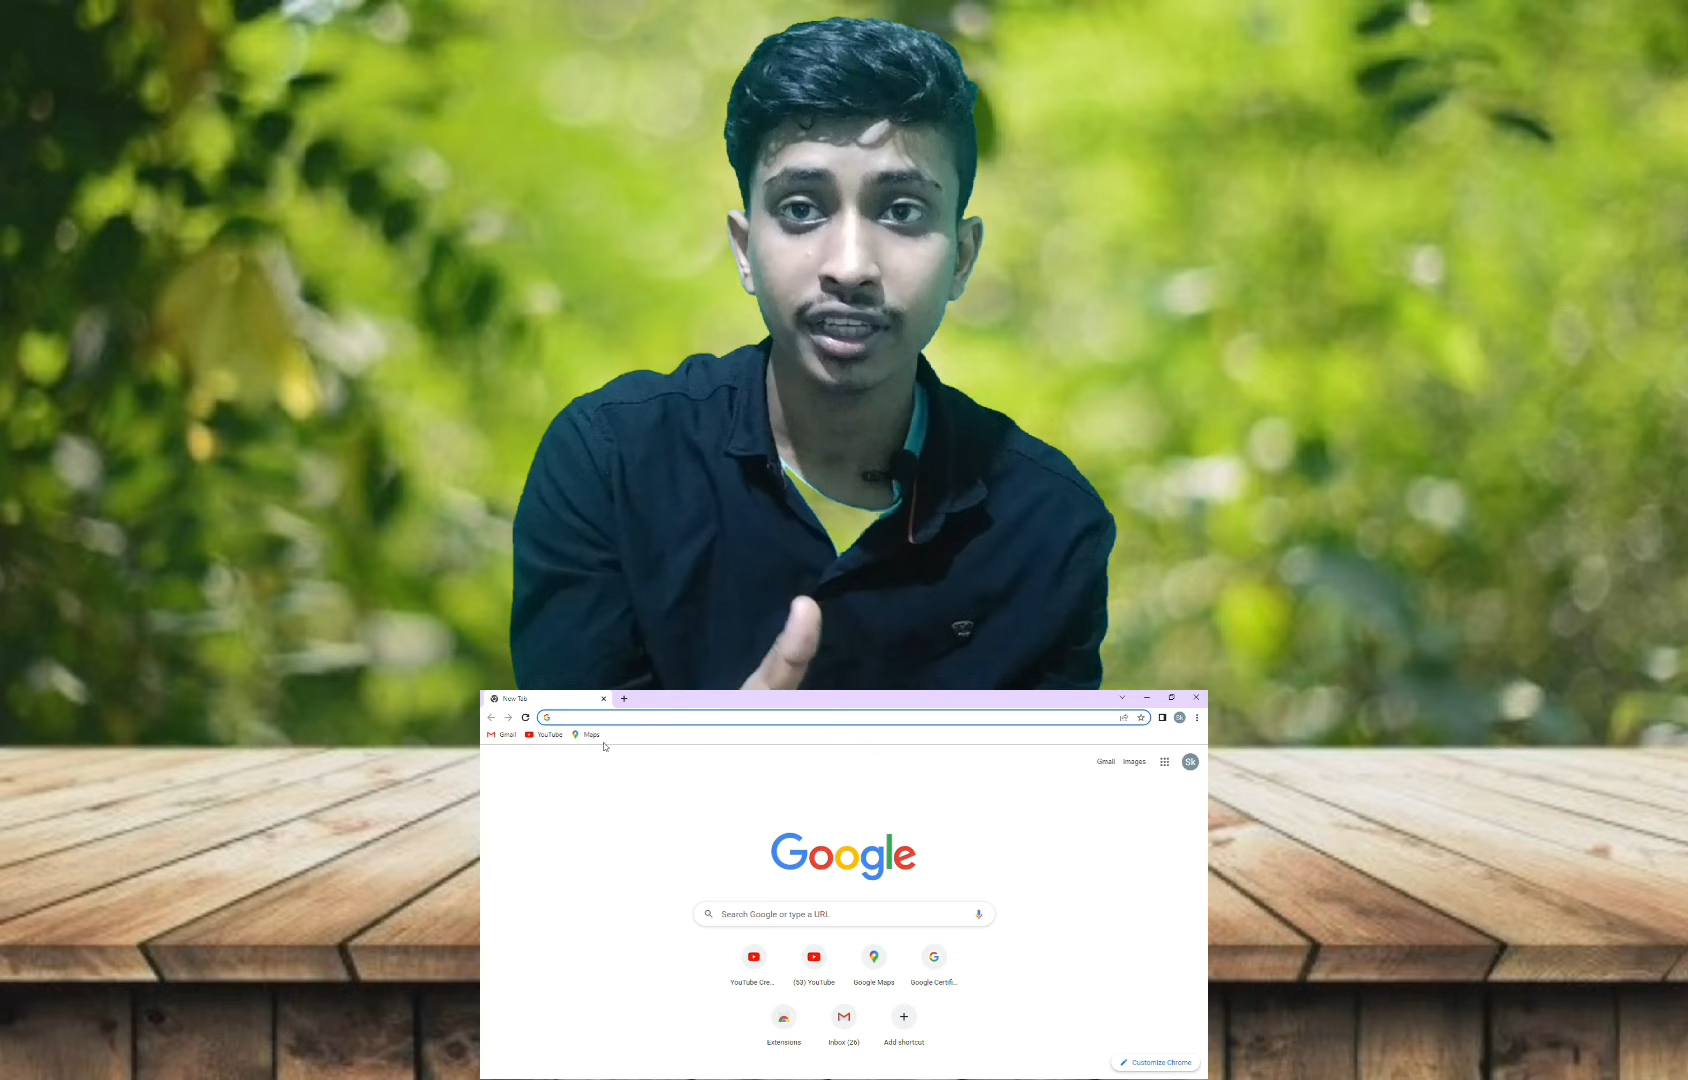 New Tab
Gmail YouTube Maps
Gmail Images Sk
Google
Search Google or type a URL
YouTube Cre... (53) YouTube Google Maps Google Certifi...
Extensions Inbox (26) Add shortcut
Customize Chrome